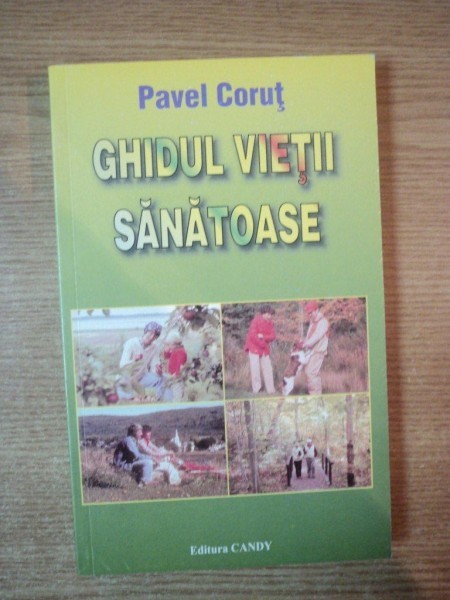 Pavel Coruţ
GHIDUL VIEŢII
SĂNĂTOASE
Editura CANDY